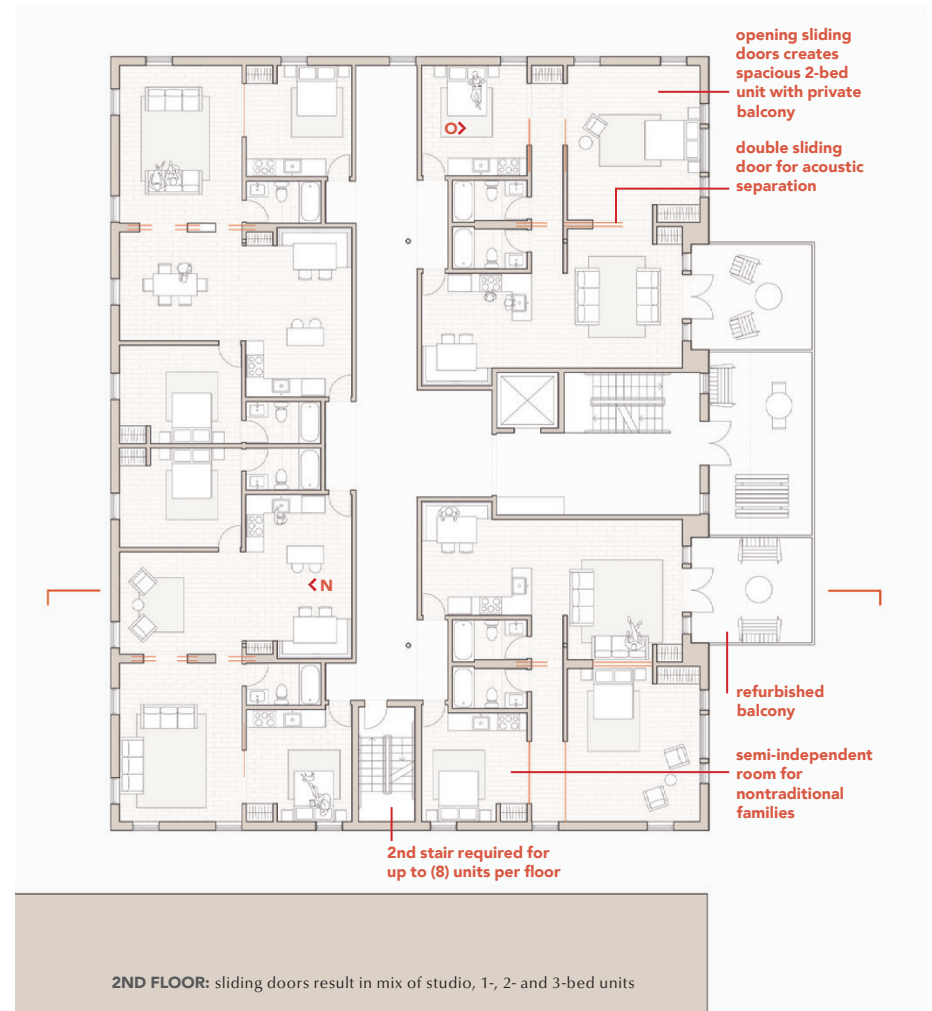 opening sliding
doors creates
spacious 2-bed
unit with private
balcony
O>
double sliding
door for acoustic
separation
<N
refurbished
balcony
semi-independent
room for
nontraditional
families
2nd stair required for
up to (8) units per floor
2ND FLOOR: sliding doors result in mix of studio, 1-, 2- and 3-bed units